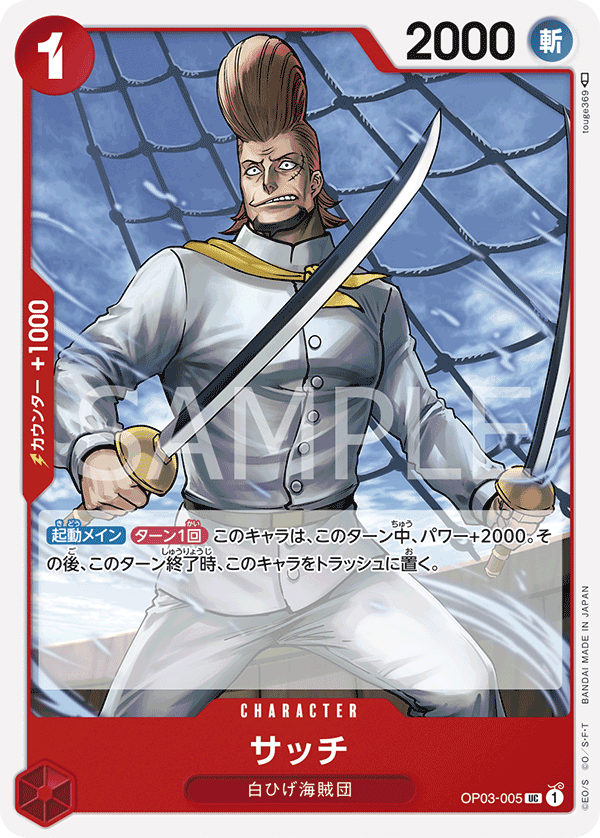 1
2000
斬
touge369
カウンター +1000
SAMPLE
起動メイン ターン1回 このキャラは、このターン中、パワー+2000。そ
の後、このターン終了時、このキャラをトラッシュに置く。
CHARACTER
サッチ
白ひげ海賊団
OP03-005 UC 1
©E.O/S ©O/S・F・T BANDAI MADE IN JAPAN